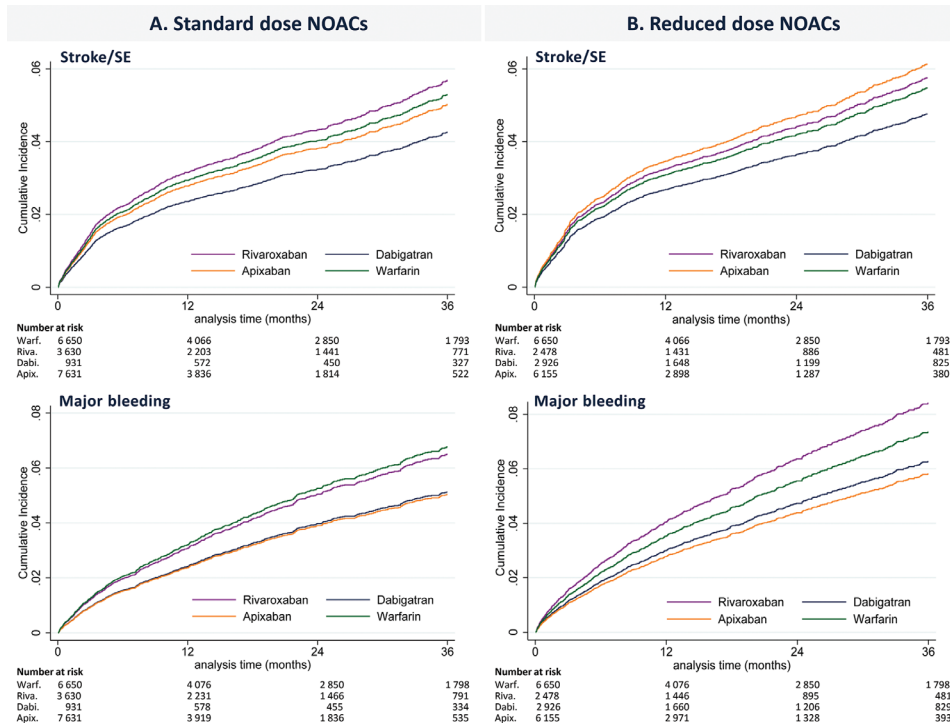 A. Standard dose NOACs
Stroke/SE
Cumulative Incidence
.06
.04
.02
0
Rivaroxaban Dabigatran
Apixaban Warfarin
0 12 24 36
analysis time (months)
Number at risk
Warf. 6 650 4 066 2 850 1 793
Riva. 3 630 2 203 1 441 771
Dabi. 931 572 450 327
Apix. 7 631 3 836 1 814 522
Major bleeding
Cumulative Incidence
.08
.06
.04
.02
0
Rivaroxaban Dabigatran
Apixaban Warfarin
0 12 24 36
analysis time (months)
Number at risk
Warf. 6 650 4 076 2 850 1 798
Riva. 3 630 2 231 1 466 791
Dabi. 931 578 455 334
Apix. 7 631 3 919 1 836 535
B. Reduced dose NOACs
Stroke/SE
Cumulative Incidence
.06
.04
.02
0
Rivaroxaban Dabigatran
Apixaban Warfarin
0 12 24 36
analysis time (months)
Number at risk
Warf. 6 650 4 066 2 850 1 793
Riva. 2 478 1 431 886 481
Dabi. 2 926 1 648 1 199 825
Apix. 6 155 2 898 1 287 380
Major bleeding
Cumulative Incidence
.08
.06
.04
.02
0
Rivaroxaban Dabigatran
Apixaban Warfarin
0 12 24 36
analysis time (months)
Number at risk
Warf. 6 650 4 076 2 850 1 798
Riva. 2 478 1 446 895 481
Dabi. 2 926 1 660 1 206 829
Apix. 6 155 2 971 1 328 393